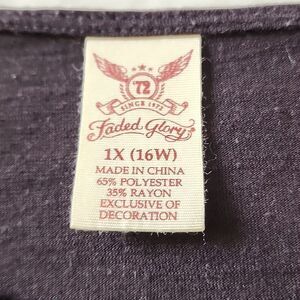 '72
SINCE 1972
Faded Glory
1X (16W)
MADE IN CHINA
65% POLYESTER
35% RAYON
EXCLUSIVE OF
DECORATION